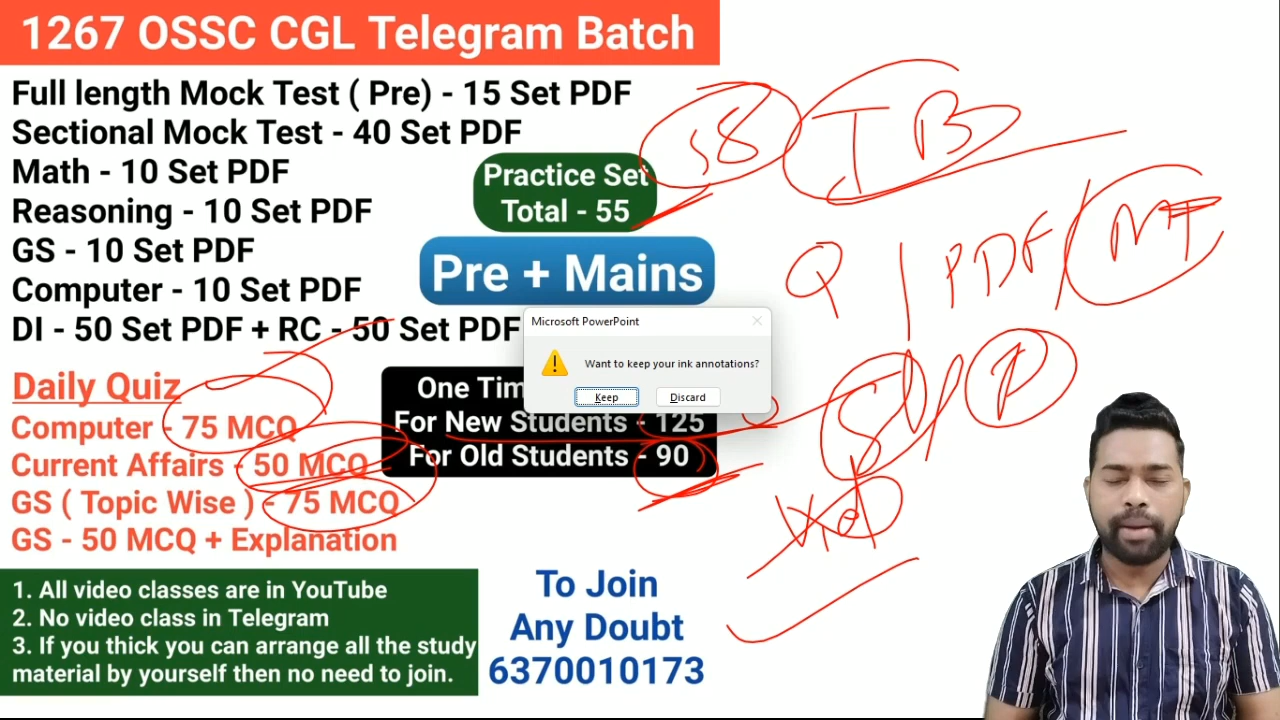 1267 OSSC CGL Telegram Batch
Full length Mock Test ( Pre) - 15 Set PDF
Sectional Mock Test - 40 Set PDF
Math - 10 Set PDF
Reasoning - 10 Set PDF
GS - 10 Set PDF
Computer - 10 Set PDF
DI - 50 Set PDF + RC - 50 Set PDF
Practice Set
Total - 55
Pre + Mains
TB
Q | PDF / MT
Microsoft PowerPoint
Want to keep your ink annotations?
Keep
Discard
Daily Quiz
Computer - 75 MCQ
Current Affairs - 50 MCQ
GS ( Topic Wise ) - 75 MCQ
GS - 50 MCQ + Explanation
One Tim
For New Students - 125
For Old Students - 90
1. All video classes are in YouTube
2. No video class in Telegram
3. If you thick you can arrange all the study
material by yourself then no need to join.
To Join
Any Doubt
6370010173